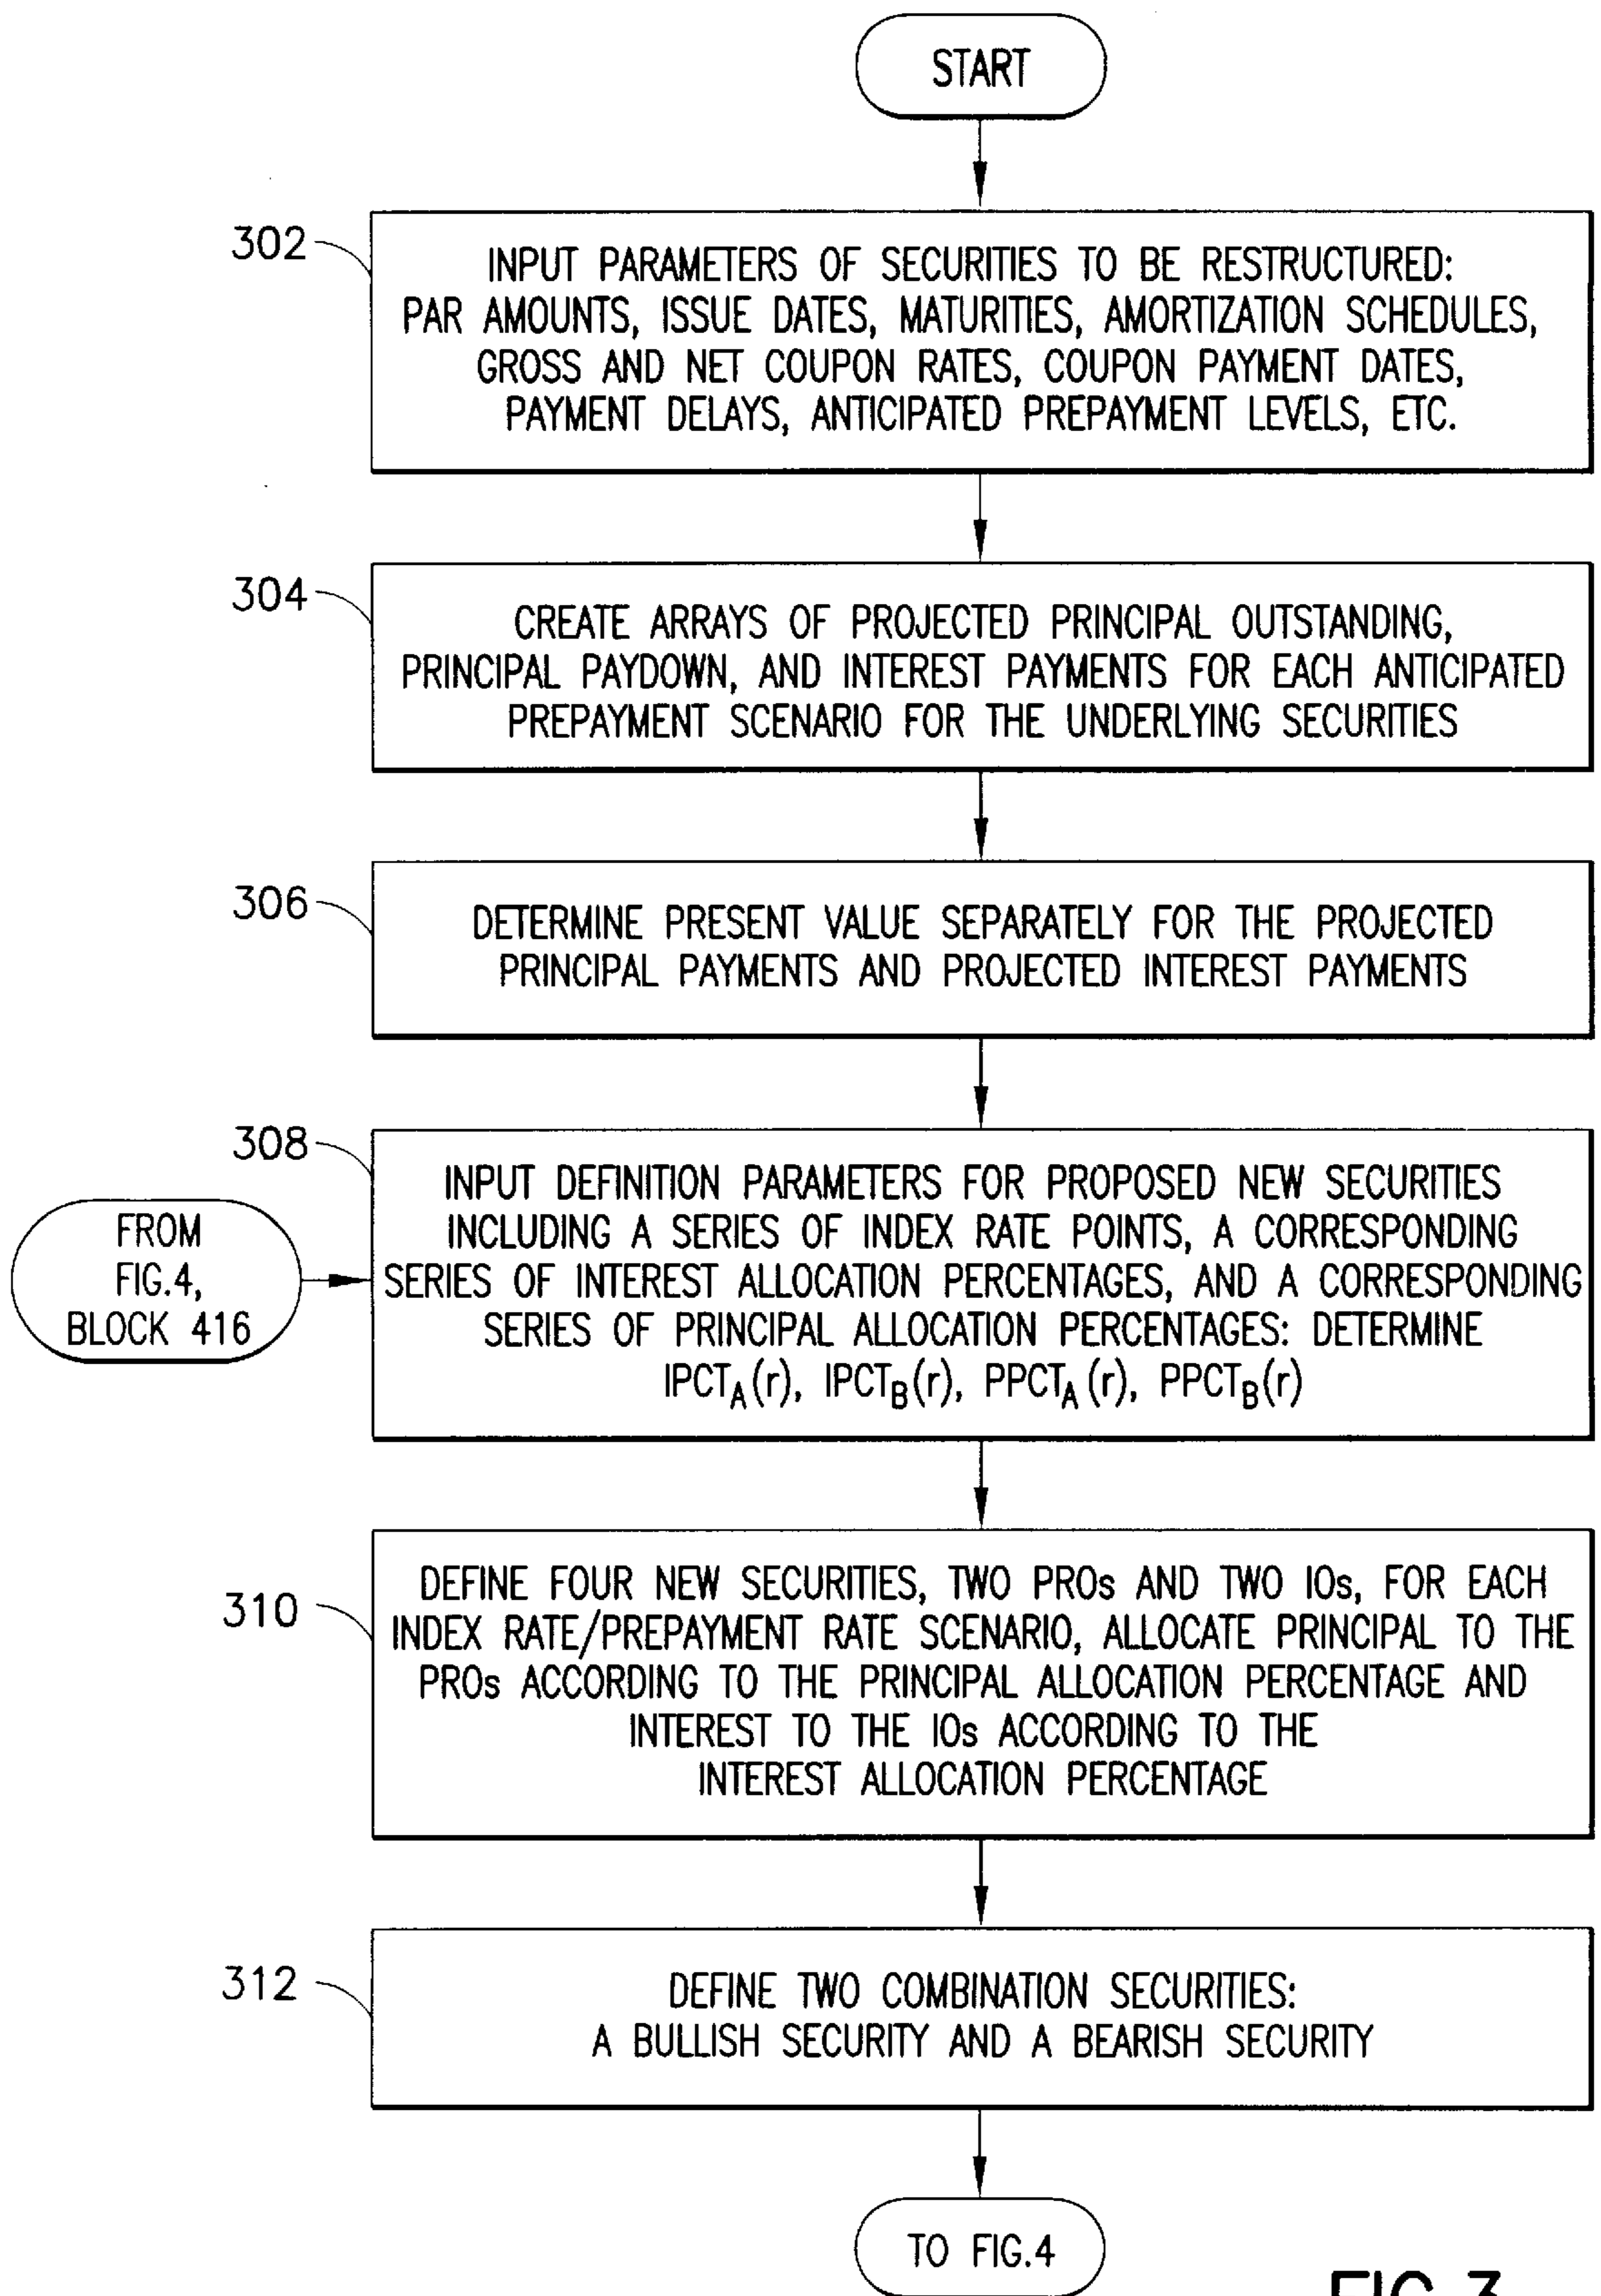 START
302
INPUT PARAMETERS OF SECURITIES TO BE RESTRUCTURED:
PAR AMOUNTS, ISSUE DATES, MATURITIES, AMORTIZATION SCHEDULES,
GROSS AND NET COUPON RATES, COUPON PAYMENT DATES,
PAYMENT DELAYS, ANTICIPATED PREPAYMENT LEVELS, ETC.
304
CREATE ARRAYS OF PROJECTED PRINCIPAL OUTSTANDING,
PRINCIPAL PAYDOWN, AND INTEREST PAYMENTS FOR EACH ANTICIPATED
PREPAYMENT SCENARIO FOR THE UNDERLYING SECURITIES
306
DETERMINE PRESENT VALUE SEPARATELY FOR THE PROJECTED
PRINCIPAL PAYMENTS AND PROJECTED INTEREST PAYMENTS
308
FROM
FIG.4,
BLOCK 416
INPUT DEFINITION PARAMETERS FOR PROPOSED NEW SECURITIES
INCLUDING A SERIES OF INDEX RATE POINTS, A CORRESPONDING
SERIES OF INTEREST ALLOCATION PERCENTAGES, AND A CORRESPONDING
SERIES OF PRINCIPAL ALLOCATION PERCENTAGES: DETERMINE
IPCT_A(r), IPCT_B(r), PPCT_A(r), PPCT_B(r)
310
DEFINE FOUR NEW SECURITIES, TWO PROs AND TWO IOs, FOR EACH
INDEX RATE/PREPAYMENT RATE SCENARIO, ALLOCATE PRINCIPAL TO THE
PROs ACCORDING TO THE PRINCIPAL ALLOCATION PERCENTAGE AND
INTEREST TO THE IOs ACCORDING TO THE
INTEREST ALLOCATION PERCENTAGE
312
DEFINE TWO COMBINATION SECURITIES:
A BULLISH SECURITY AND A BEARISH SECURITY
TO FIG.4
FIG.3